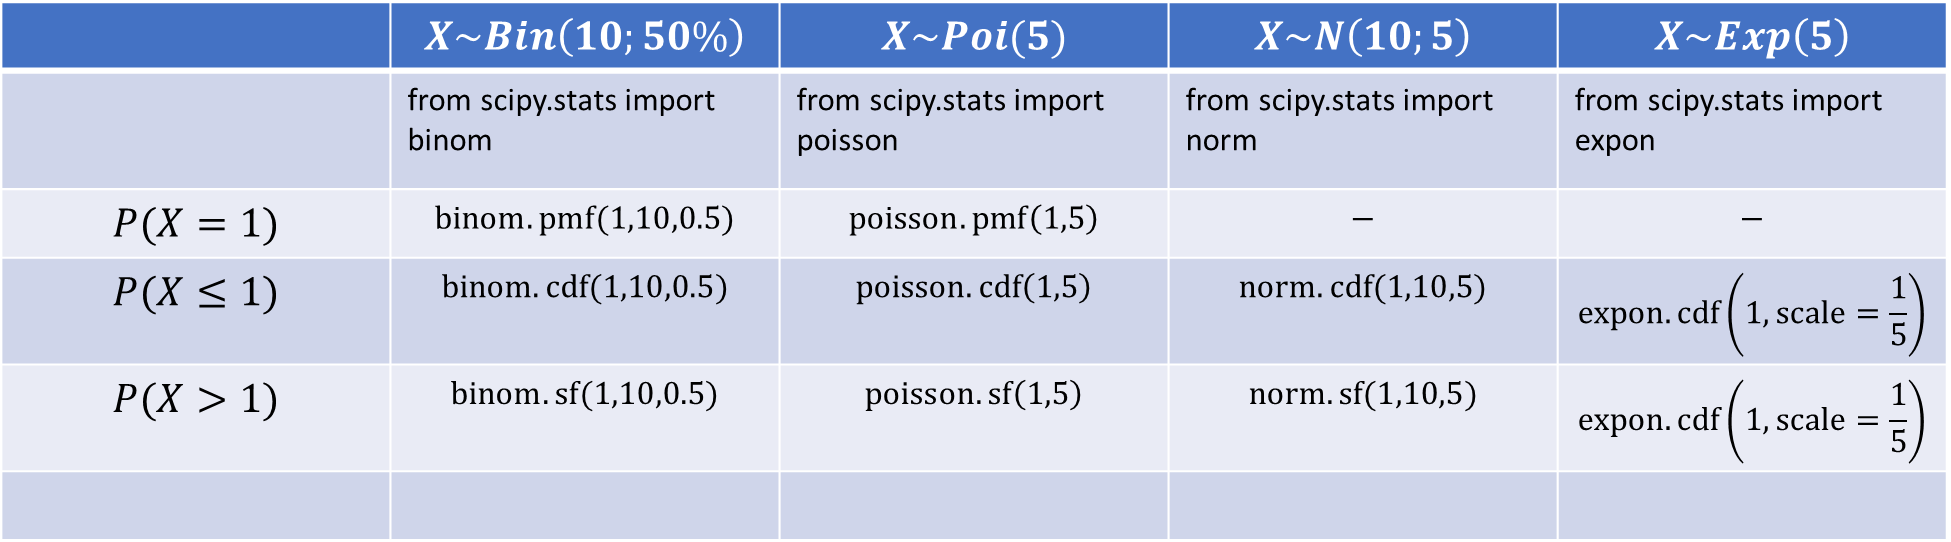 X~Bin(10; 50%) X~Poi(5) X~N(10; 5) X~Exp(5)
from scipy.stats import
binom
from scipy.stats import
poisson
from scipy.stats import
norm
from scipy.stats import
expon
P(X = 1) binom. pmf(1,10,0.5) poisson. pmf(1,5) − −
P(X ≤ 1) binom. cdf(1,10,0.5) poisson. cdf(1,5) norm. cdf(1,10,5) expon. cdf(1, scale = 1/5)
P(X > 1) binom. sf(1,10,0.5) poisson. sf(1,5) norm. sf(1,10,5) expon. cdf(1, scale = 1/5)